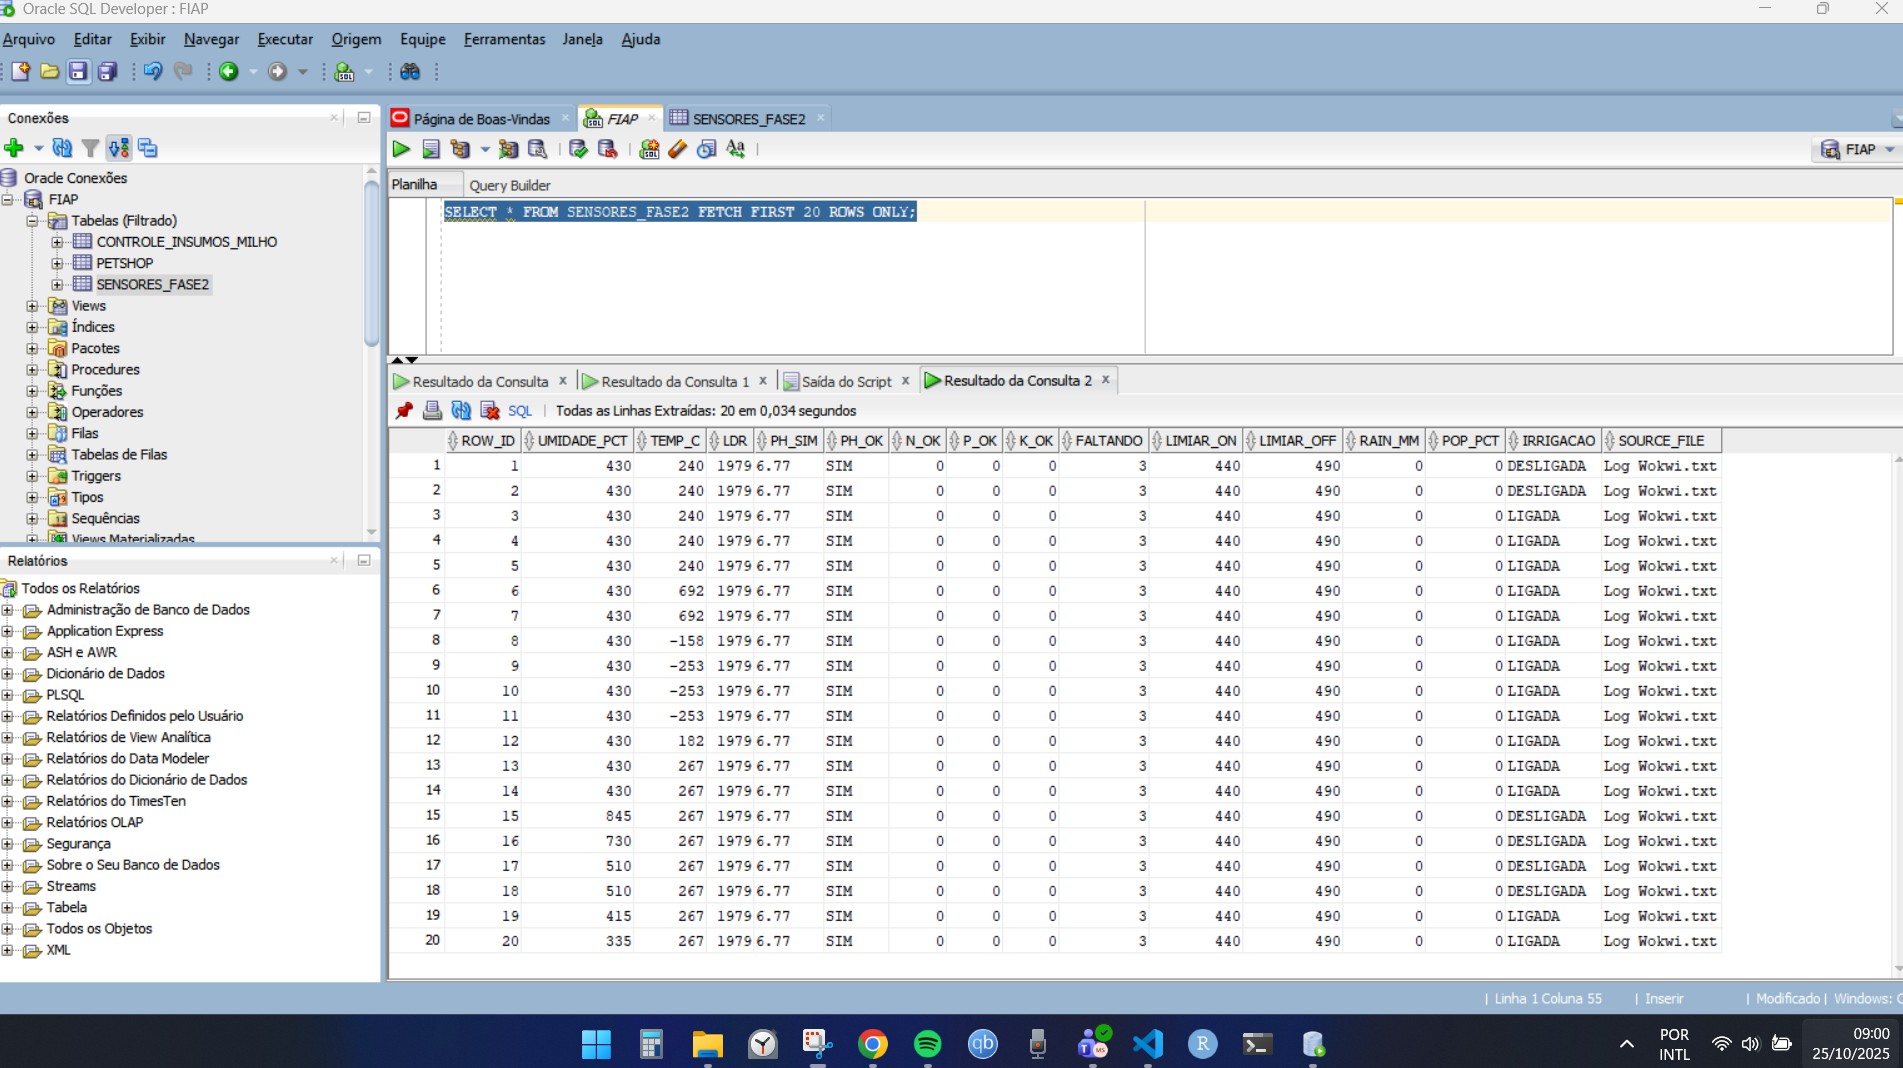 Oracle SQL Developer : FIAP
Arquivo Editar Exibir Navegar Executar Origem Equipe Ferramentas Janela Ajuda
Conexões
Oracle Conexões
FIAP
Tabelas (Filtrado)
CONTROLE_INSUMOS_MILHO
PETSHOP
SENSORES_FASE2
Views
Índices
Pacotes
Procedures
Funções
Operadores
Filas
Tabelas de Filas
Triggers
Tipos
Sequências
Views Materializadas
Relatórios
Todos os Relatórios
Administração de Banco de Dados
Application Express
ASH e AWR
Dicionário de Dados
PLSQL
Relatórios Definidos pelo Usuário
Relatórios de View Analítica
Relatórios do Data Modeler
Relatórios do Dicionário de Dados
Relatórios do TimesTen
Relatórios OLAP
Segurança
Sobre o Seu Banco de Dados
Streams
Tabela
Todos os Objetos
XML
Página de Boas-Vindas FIAP SENSORES_FASE2
FIAP
Planilha Query Builder
SELECT * FROM SENSORES_FASE2 FETCH FIRST 20 ROWS ONLY;
Resultado da Consulta Resultado da Consulta 1 Saída do Script Resultado da Consulta 2
SQL Todas as Linhas Extraídas: 20 em 0,034 segundos
ROW_ID UMIDADE_PCT TEMP_C LDR PH_SIM PH_OK N_OK P_OK K_OK FALTANDO LIMIAR_ON LIMIAR_OFF RAIN_MM POP_PCT IRRIGACAO SOURCE_FILE
1 1 430 240 1979 6.77 SIM 0 0 0 3 440 490 0 0 DESLIGADA Log Wokwi.txt
2 2 430 240 1979 6.77 SIM 0 0 0 3 440 490 0 0 DESLIGADA Log Wokwi.txt
3 3 430 240 1979 6.77 SIM 0 0 0 3 440 490 0 0 LIGADA Log Wokwi.txt
4 4 430 240 1979 6.77 SIM 0 0 0 3 440 490 0 0 LIGADA Log Wokwi.txt
5 5 430 240 1979 6.77 SIM 0 0 0 3 440 490 0 0 LIGADA Log Wokwi.txt
6 6 430 692 1979 6.77 SIM 0 0 0 3 440 490 0 0 LIGADA Log Wokwi.txt
7 7 430 692 1979 6.77 SIM 0 0 0 3 440 490 0 0 LIGADA Log Wokwi.txt
8 8 430 -158 1979 6.77 SIM 0 0 0 3 440 490 0 0 LIGADA Log Wokwi.txt
9 9 430 -253 1979 6.77 SIM 0 0 0 3 440 490 0 0 LIGADA Log Wokwi.txt
10 10 430 -253 1979 6.77 SIM 0 0 0 3 440 490 0 0 LIGADA Log Wokwi.txt
11 11 430 -253 1979 6.77 SIM 0 0 0 3 440 490 0 0 LIGADA Log Wokwi.txt
12 12 430 182 1979 6.77 SIM 0 0 0 3 440 490 0 0 LIGADA Log Wokwi.txt
13 13 430 267 1979 6.77 SIM 0 0 0 3 440 490 0 0 LIGADA Log Wokwi.txt
14 14 430 267 1979 6.77 SIM 0 0 0 3 440 490 0 0 LIGADA Log Wokwi.txt
15 15 845 267 1979 6.77 SIM 0 0 0 3 440 490 0 0 DESLIGADA Log Wokwi.txt
16 16 730 267 1979 6.77 SIM 0 0 0 3 440 490 0 0 DESLIGADA Log Wokwi.txt
17 17 510 267 1979 6.77 SIM 0 0 0 3 440 490 0 0 DESLIGADA Log Wokwi.txt
18 18 510 267 1979 6.77 SIM 0 0 0 3 440 490 0 0 DESLIGADA Log Wokwi.txt
19 19 415 267 1979 6.77 SIM 0 0 0 3 440 490 0 0 LIGADA Log Wokwi.txt
20 20 335 267 1979 6.77 SIM 0 0 0 3 440 490 0 0 LIGADA Log Wokwi.txt
Linha 1 Coluna 55 Inserir Modificado Windows: C
POR
INTL
09:00
25/10/2025